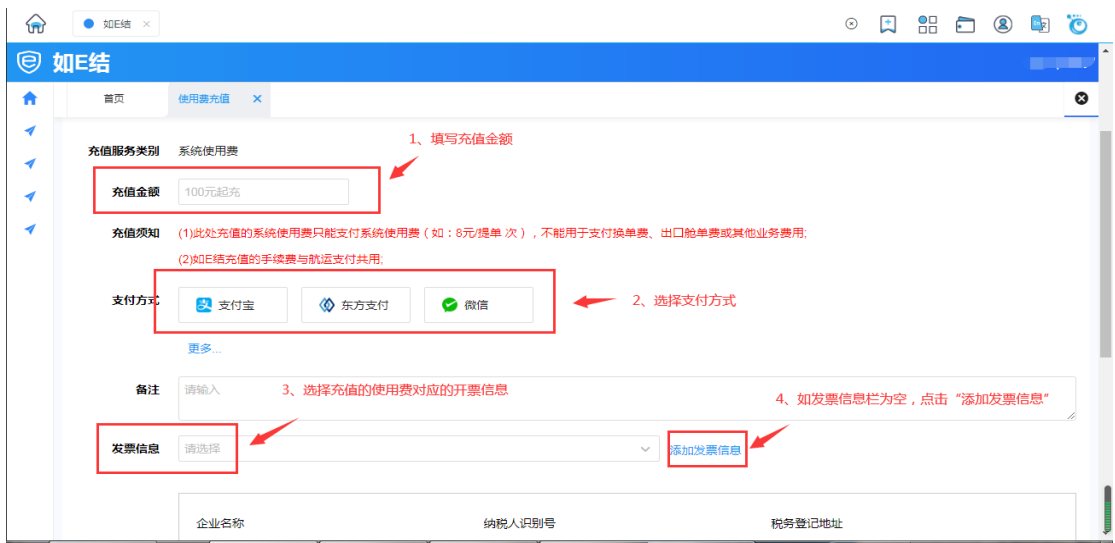 如E结
如E结
首页
使用费充值
1、填写充值金额
充值服务类别 系统使用费
充值金额 100元起充
充值须知 (1)此处充值的系统使用费只能支付系统使用费（如：8元/提单 次），不能用于支付换单费、出口舱单费或其他业务费用;
(2)如E结充值的手续费与航运支付共用;
支付方式 支付宝 东方支付 微信
2、选择支付方式
更多...
备注 请输入
3、选择充值的使用费对应的开票信息
4、如发票信息栏为空，点击“添加发票信息”
发票信息 请选择 添加发票信息
企业名称 纳税人识别号 税务登记地址